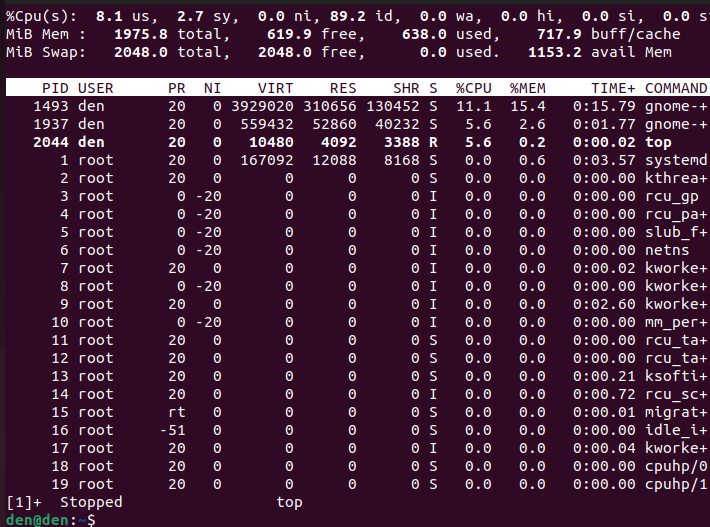 %Cpu(s):  8.1 us,  2.7 sy,  0.0 ni, 89.2 id,  0.0 wa,  0.0 hi,  0.0 si,  0.0 s
MiB Mem :   1975.8 total,    619.9 free,    638.0 used,    717.9 buff/cache
MiB Swap:   2048.0 total,   2048.0 free,      0.0 used.   1153.2 avail Mem
PID USER      PR  NI    VIRT    RES    SHR S  %CPU  %MEM     TIME+ COMMAND
1493 den       20   0 3929020 310656 130452 S  11.1  15.4   0:15.79 gnome-+
1937 den       20   0  559432  52860  40232 S   5.6   2.6   0:01.77 gnome-+
2044 den       20   0   10480   4092   3388 R   5.6   0.2   0:00.02 top
1 root      20   0  167092  12088   8168 S   0.0   0.6   0:03.57 systemd
2 root      20   0       0      0      0 S   0.0   0.0   0:00.00 kthrea+
3 root       0 -20       0      0      0 I   0.0   0.0   0:00.00 rcu_gp
4 root       0 -20       0      0      0 I   0.0   0.0   0:00.00 rcu_pa+
5 root       0 -20       0      0      0 I   0.0   0.0   0:00.00 slub_f+
6 root       0 -20       0      0      0 I   0.0   0.0   0:00.00 netns
7 root      20   0       0      0      0 I   0.0   0.0   0:00.02 kworke+
8 root       0 -20       0      0      0 I   0.0   0.0   0:00.00 kworke+
9 root      20   0       0      0      0 I   0.0   0.0   0:02.60 kworke+
10 root       0 -20       0      0      0 I   0.0   0.0   0:00.00 mm_per+
11 root      20   0       0      0      0 S   0.0   0.0   0:00.00 rcu_ta+
12 root      20   0       0      0      0 S   0.0   0.0   0:00.00 rcu_ta+
13 root      20   0       0      0      0 S   0.0   0.0   0:00.21 ksofti+
14 root      20   0       0      0      0 I   0.0   0.0   0:00.72 rcu_sc+
15 root      rt   0       0      0      0 S   0.0   0.0   0:00.01 migrat+
16 root     -51   0       0      0      0 S   0.0   0.0   0:00.00 idle_i+
17 root      20   0       0      0      0 I   0.0   0.0   0:00.04 kworke+
18 root      20   0       0      0      0 S   0.0   0.0   0:00.00 cpuhp/0
19 root      20   0       0      0      0 S   0.0   0.0   0:00.00 cpuhp/1
[1]+  Stopped                 top
den@den:~$